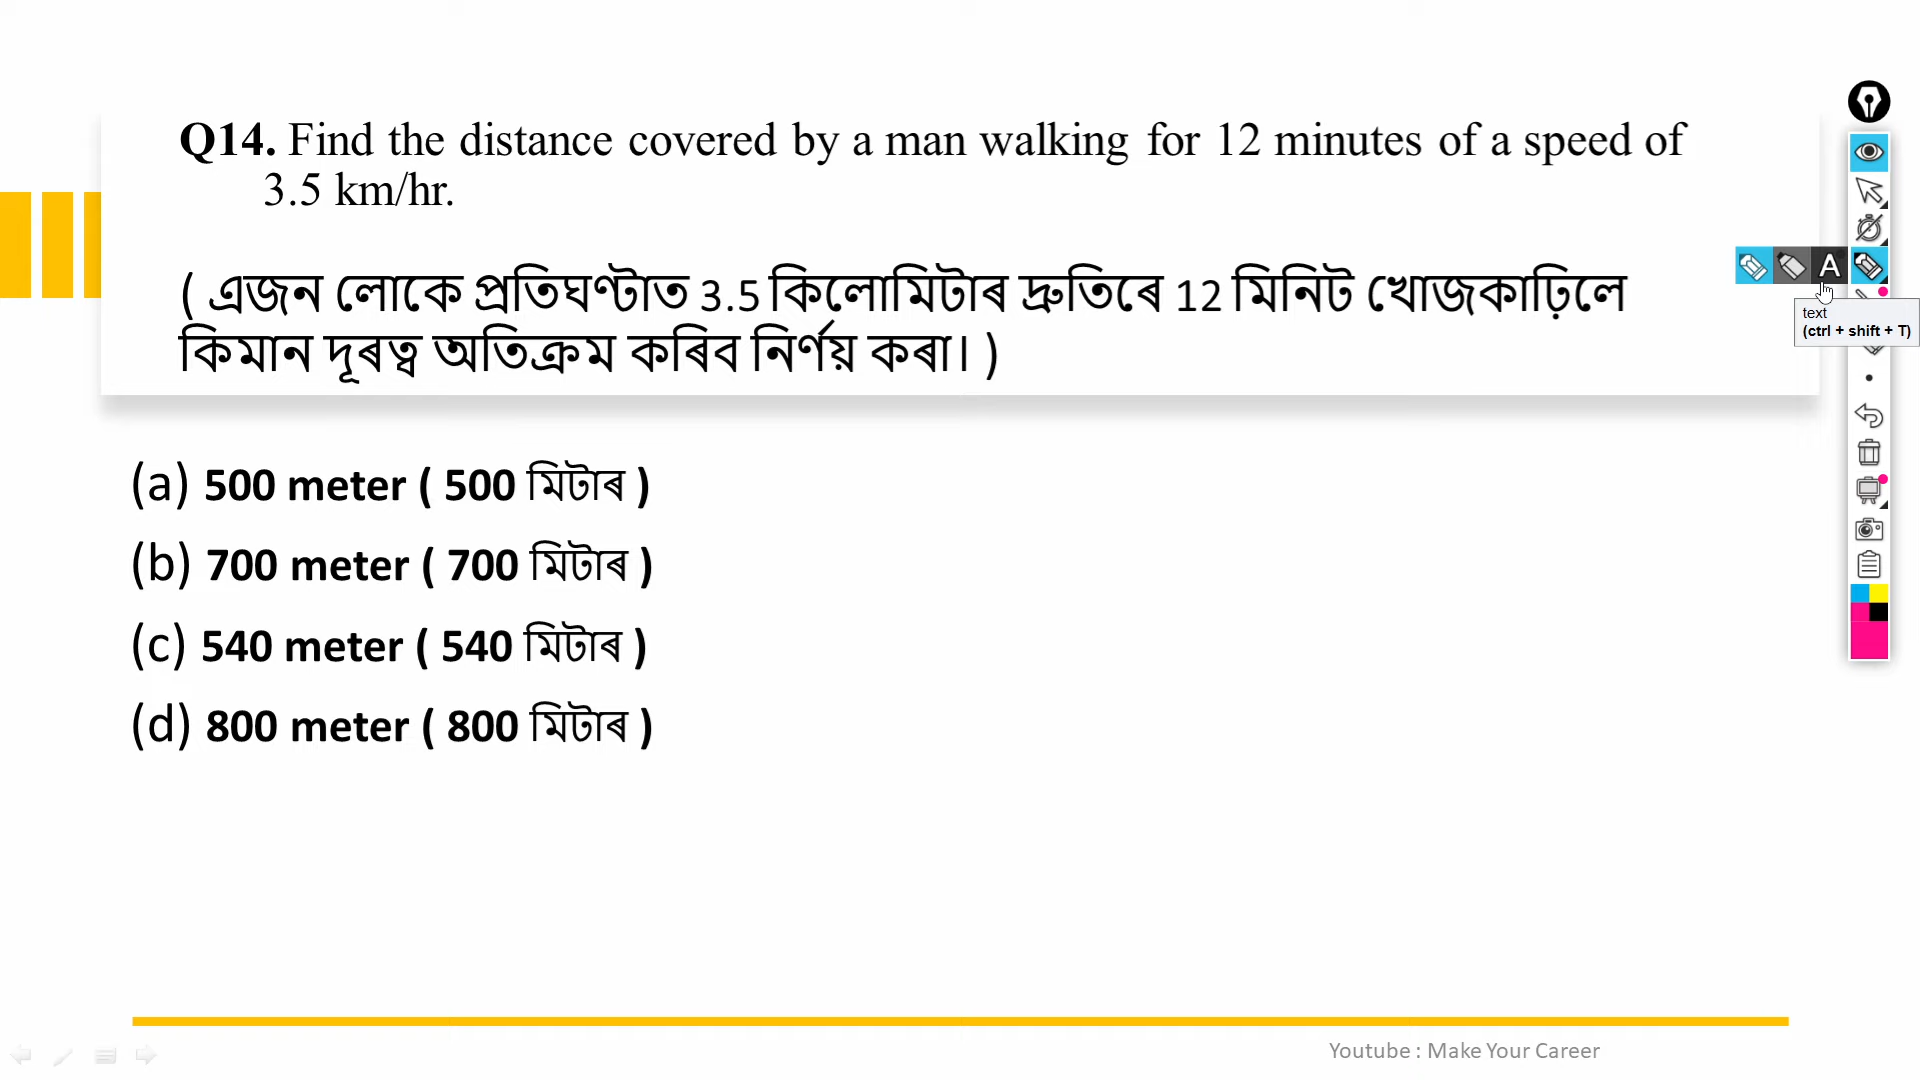 Q14. Find the distance covered by a man walking for 12 minutes of a speed of
3.5 km/hr.
( এজন লোকে প্ৰতিঘণ্টাত 3.5 কিলোমিটাৰ দ্ৰুতিৰে 12 মিনিট খোজকাঢ়িলে
কিমান দূৰত্ব অতিক্ৰম কৰিব নিৰ্ণয় কৰা। )
A
text
(ctrl + shift + T)
(a) 500 meter ( 500 মিটাৰ )
(b) 700 meter ( 700 মিটাৰ )
(c) 540 meter ( 540 মিটাৰ )
(d) 800 meter ( 800 মিটাৰ )
Youtube : Make Your Career